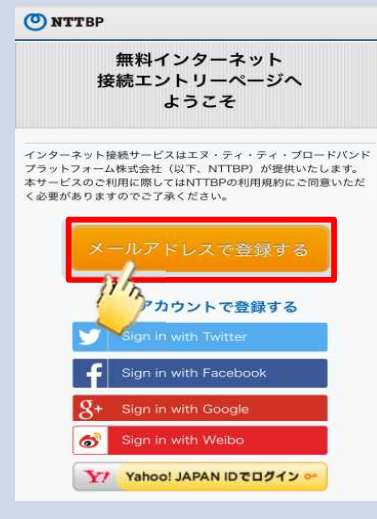 NTTBP
無料インターネット
接続エントリーページへ
ようこそ
インターネット接続サービスはエヌ・ティ・ティ・ブロードバンド
プラットフォーム株式会社（以下、NTTBP）が提供いたします。
本サービスのご利用に際してはNTTBPの利用規約にご同意いただ
く必要がありますのでご了承ください。
メールアドレスで登録する
アカウントで登録する
Sign in with Twitter
f Sign in with Facebook
g+ Sign in with Google
Sign in with Weibo
Y! Yahoo! JAPAN IDでログイン